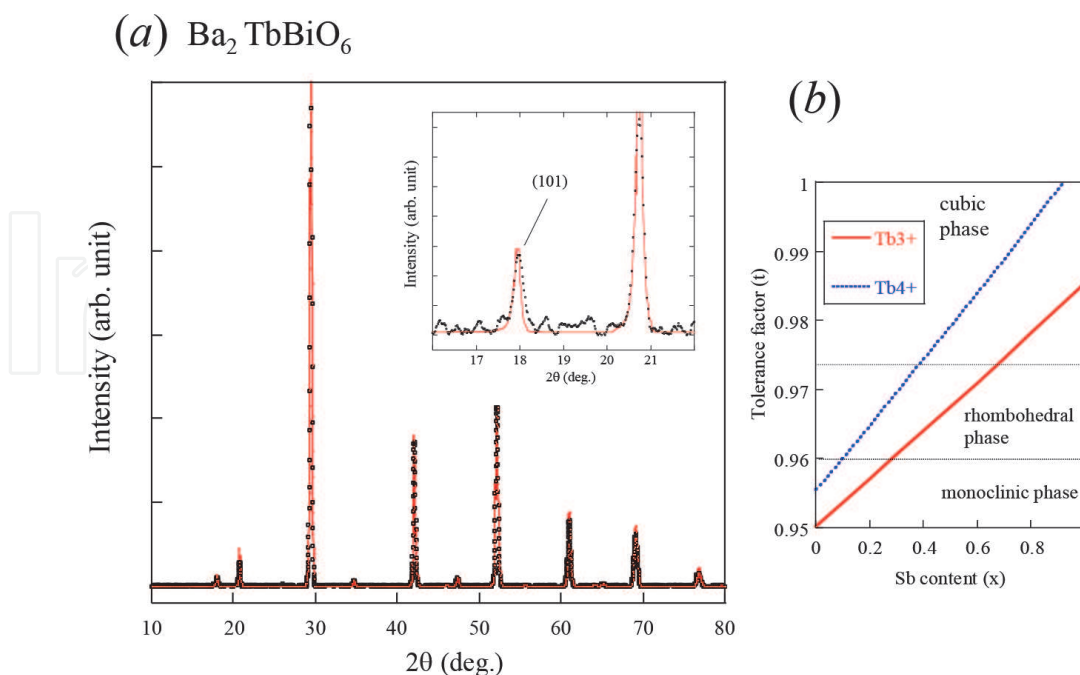 (a) Ba₂ TbBiO₆
Intensity (arb. unit)
10 20 30 40 50 60 70 80
2θ (deg.)
Intensity (arb. unit)
(101)
17 18 19 20 21
2θ (deg.)
(b)
Tolerance factor (t)
1
0.99
0.98
0.97
0.96
0.95
cubic
phase
Tb3+
Tb4+
rhombohedral
phase
monoclinic phase
0 0.2 0.4 0.6 0.8
Sb content (x)